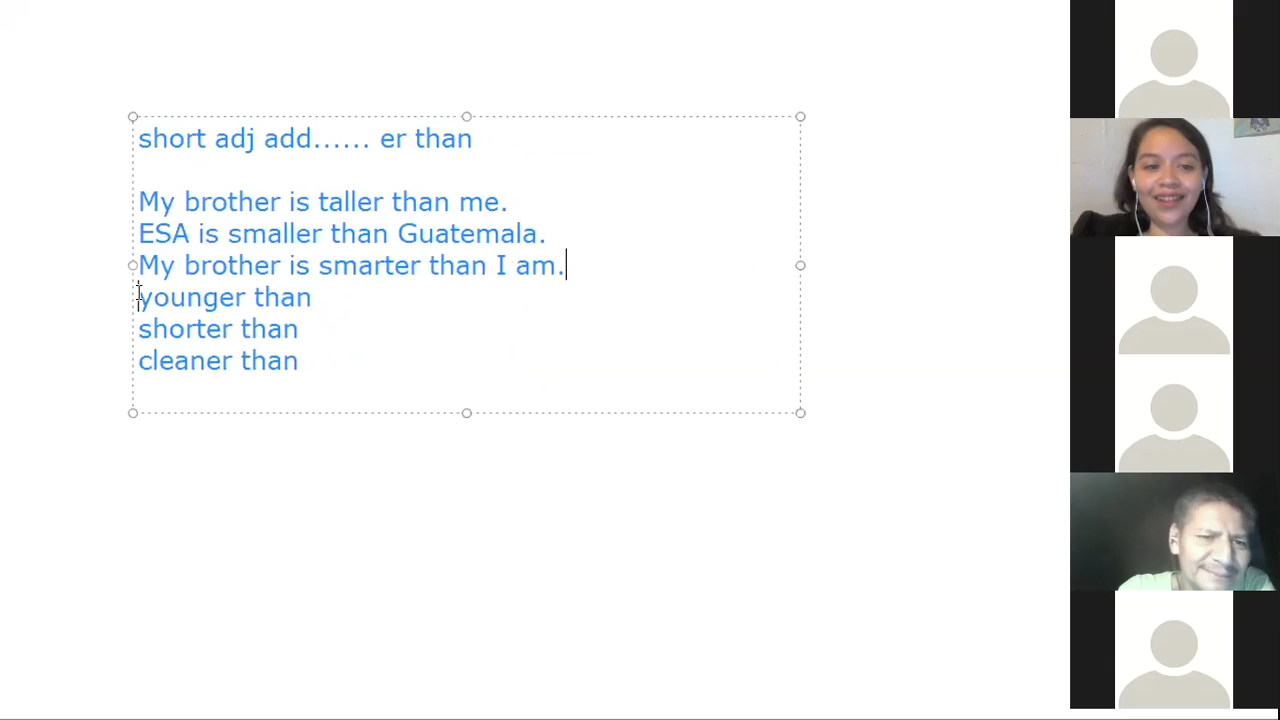 short adj add...... er than
My brother is taller than me.
ESA is smaller than Guatemala.
My brother is smarter than I am.
younger than
shorter than
cleaner than